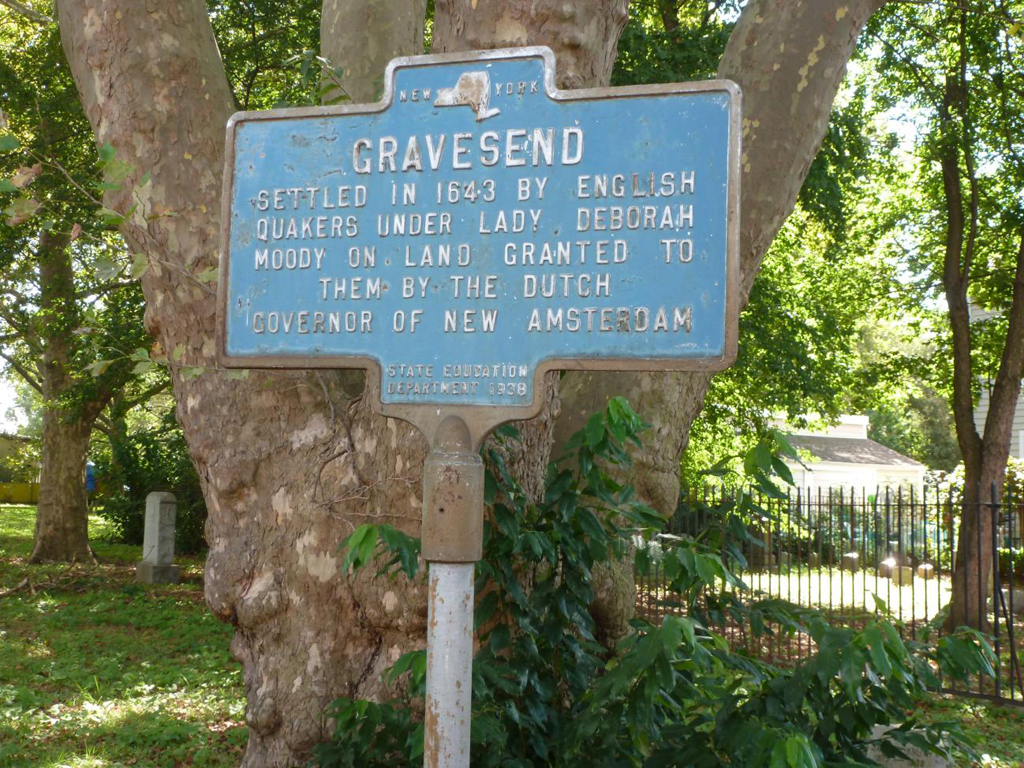 NEW YORK
GRAVESEND
SETTLED IN 1643 BY ENGLISH
QUAKERS UNDER LADY DEBORAH
MOODY ON LAND GRANTED TO
THEM BY THE DUTCH
GOVERNOR OF NEW AMSTERDAM
STATE EDUCATION
DEPARTMENT 1938